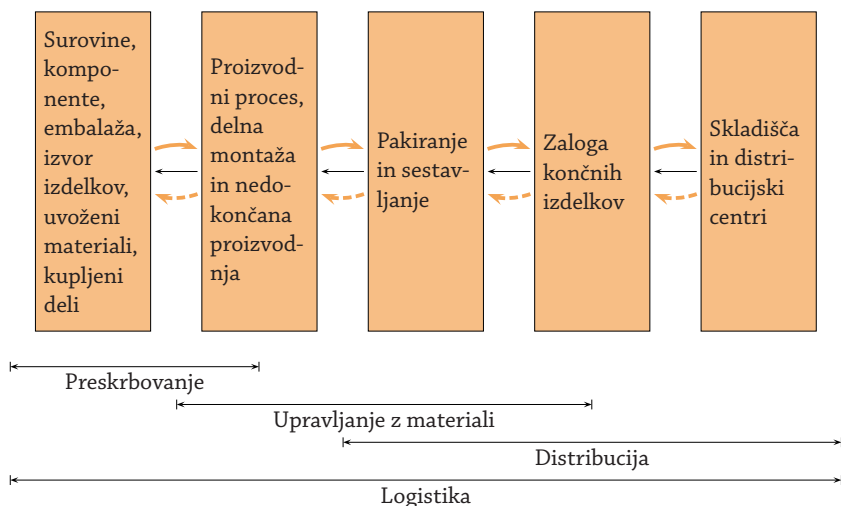 Surovine,
kompo-
nente,
embalaža,
izvor
izdelkov,
uvoženi
materiali,
kupljeni
deli
Proizvod-
ni proces,
delna
montaža
in nedo-
končana
proizvod-
nja
Pakiranje
in sestav-
ljanje
Zaloga
končnih
izdelkov
Skladišča
in distri-
bucijski
centri
Preskrbovanje
Upravljanje z materiali
Distribucija
Logistika